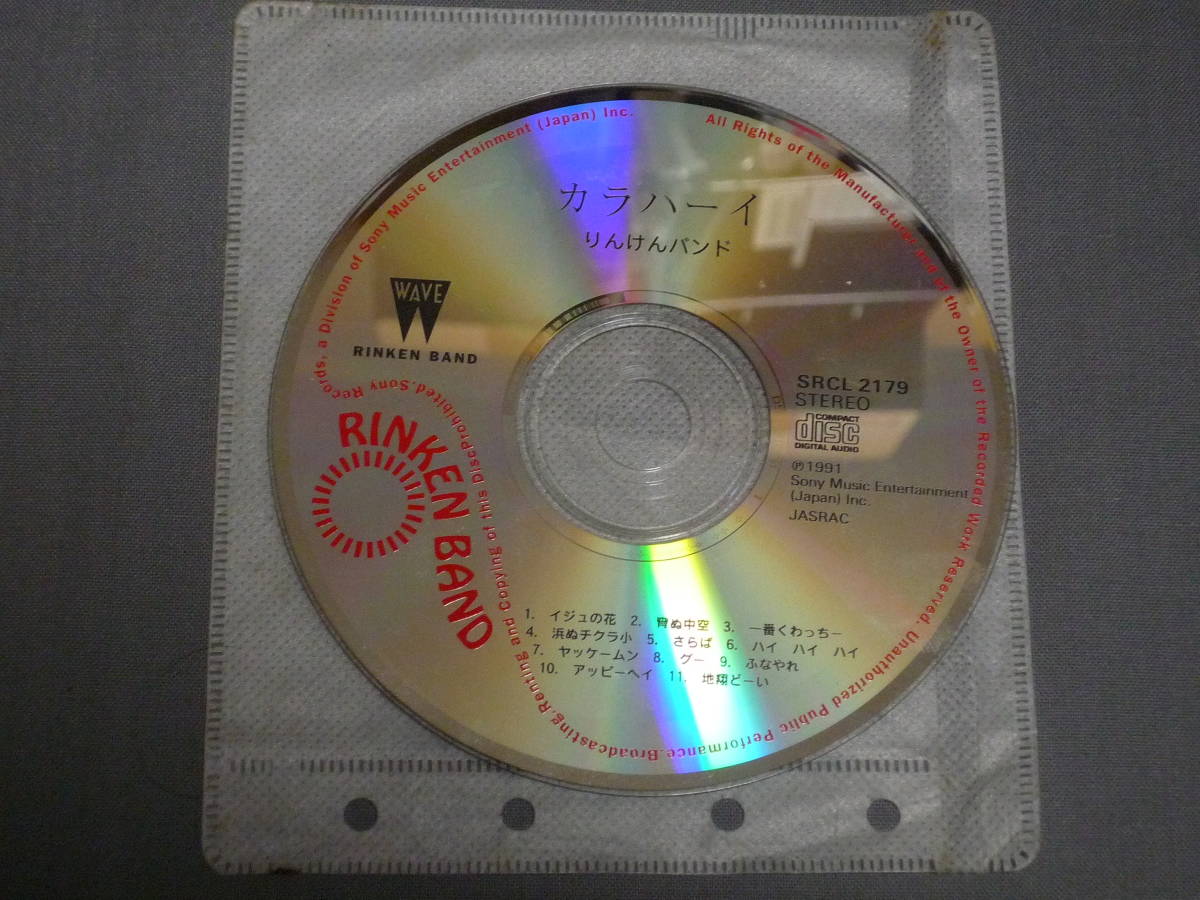 カラハーイ
りんけんバンド
WAVE
RINKEN BAND
RINKEN BAND
SRCL 2179
STEREO
COMPACT
disc
DIGITAL AUDIO
Ⓟ1991
Sony Music Entertainment
(Japan) Inc.
JASRAC
1. イジュの花 2. 骨ぬ中空 3. 一番くわっちー
4. 浜ぬチクラ小 5. さらば 6. ハイ ハイ ハイ
7. ヤッケームン 8. グー 9. ふなやれ
10. アッピーヘイ 11. 地翔どーい
All Rights of the Manufacturer and of the Owner of the Recorded Work Reserved. Unauthorized Public Performance.Broadcasting.Renting and Copying of this DiscProhibited.Sony Records, a Division of Sony Music Entertainment (Japan) Inc.